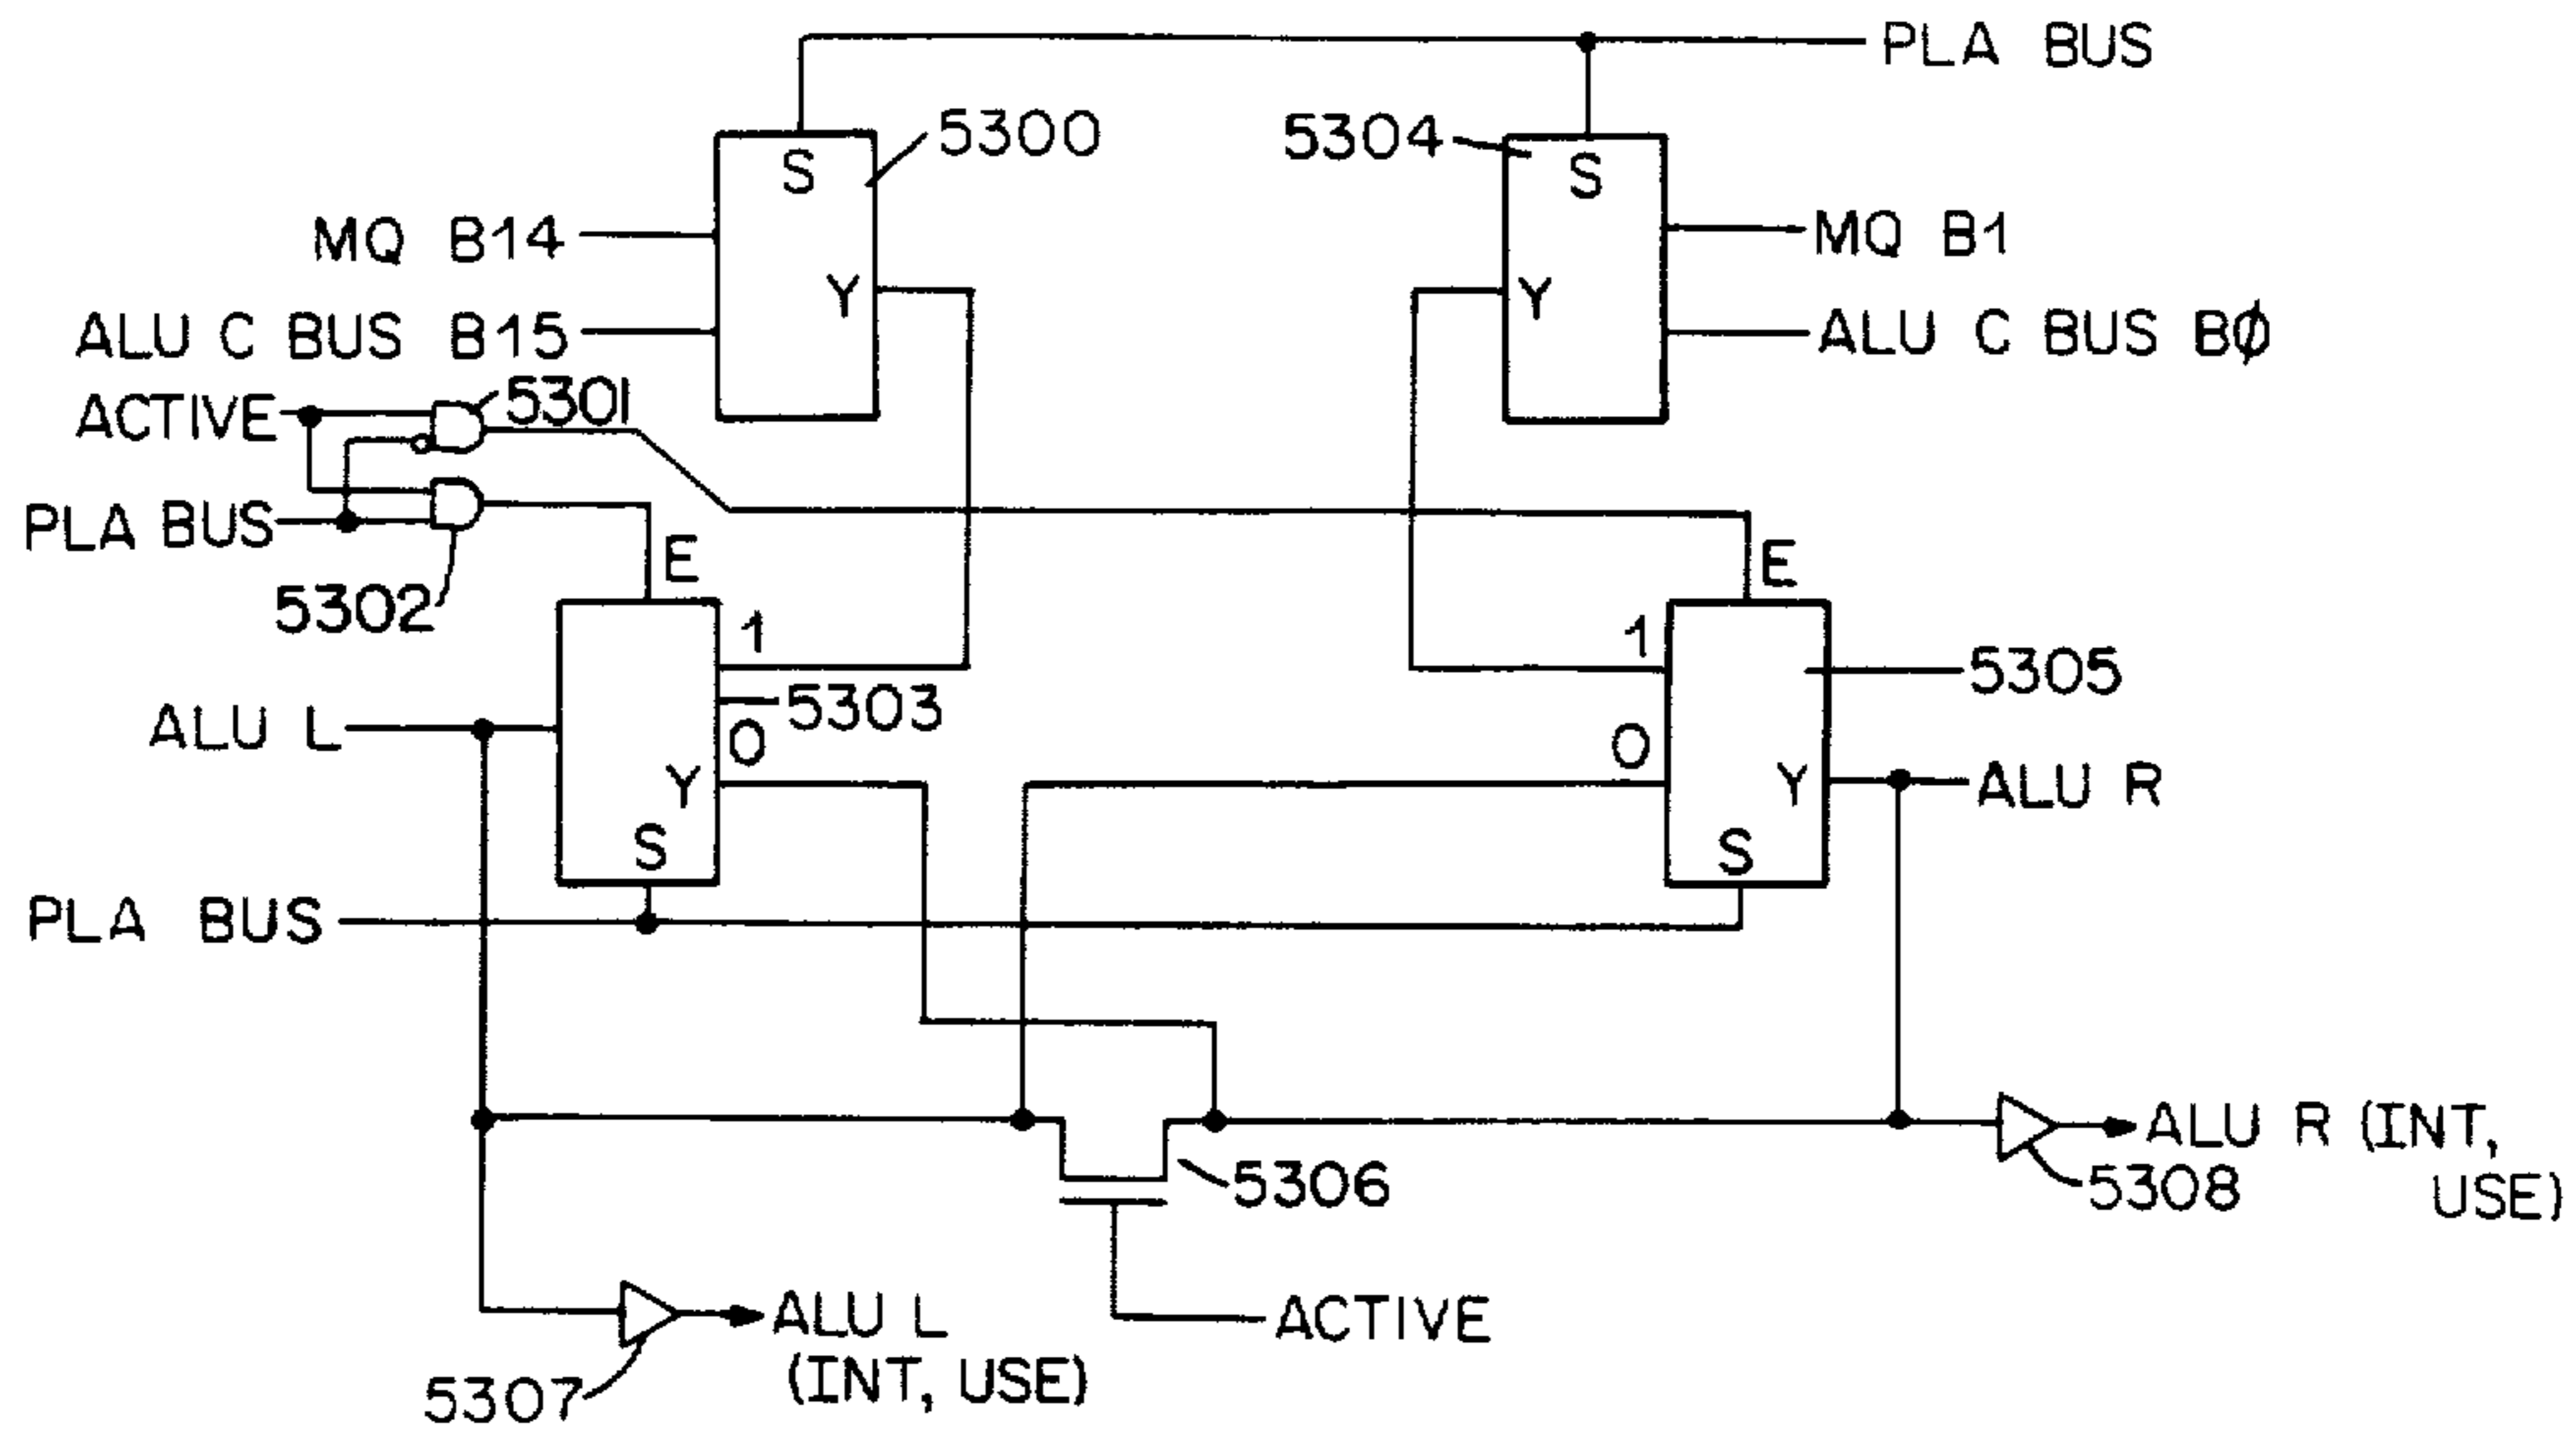 PLA BUS
5300
5304
S
S
MQ B14
MQ B1
Y
Y
ALU C BUS B15
ALU C BUS BØ
ACTIVE
5301
PLA BUS
E
E
5302
1
1
5303
5305
ALU L
0
0
Y
Y
ALU R
S
S
PLA BUS
ALU R (INT,
USE)
5306
5308
ALU L
(INT, USE)
ACTIVE
5307